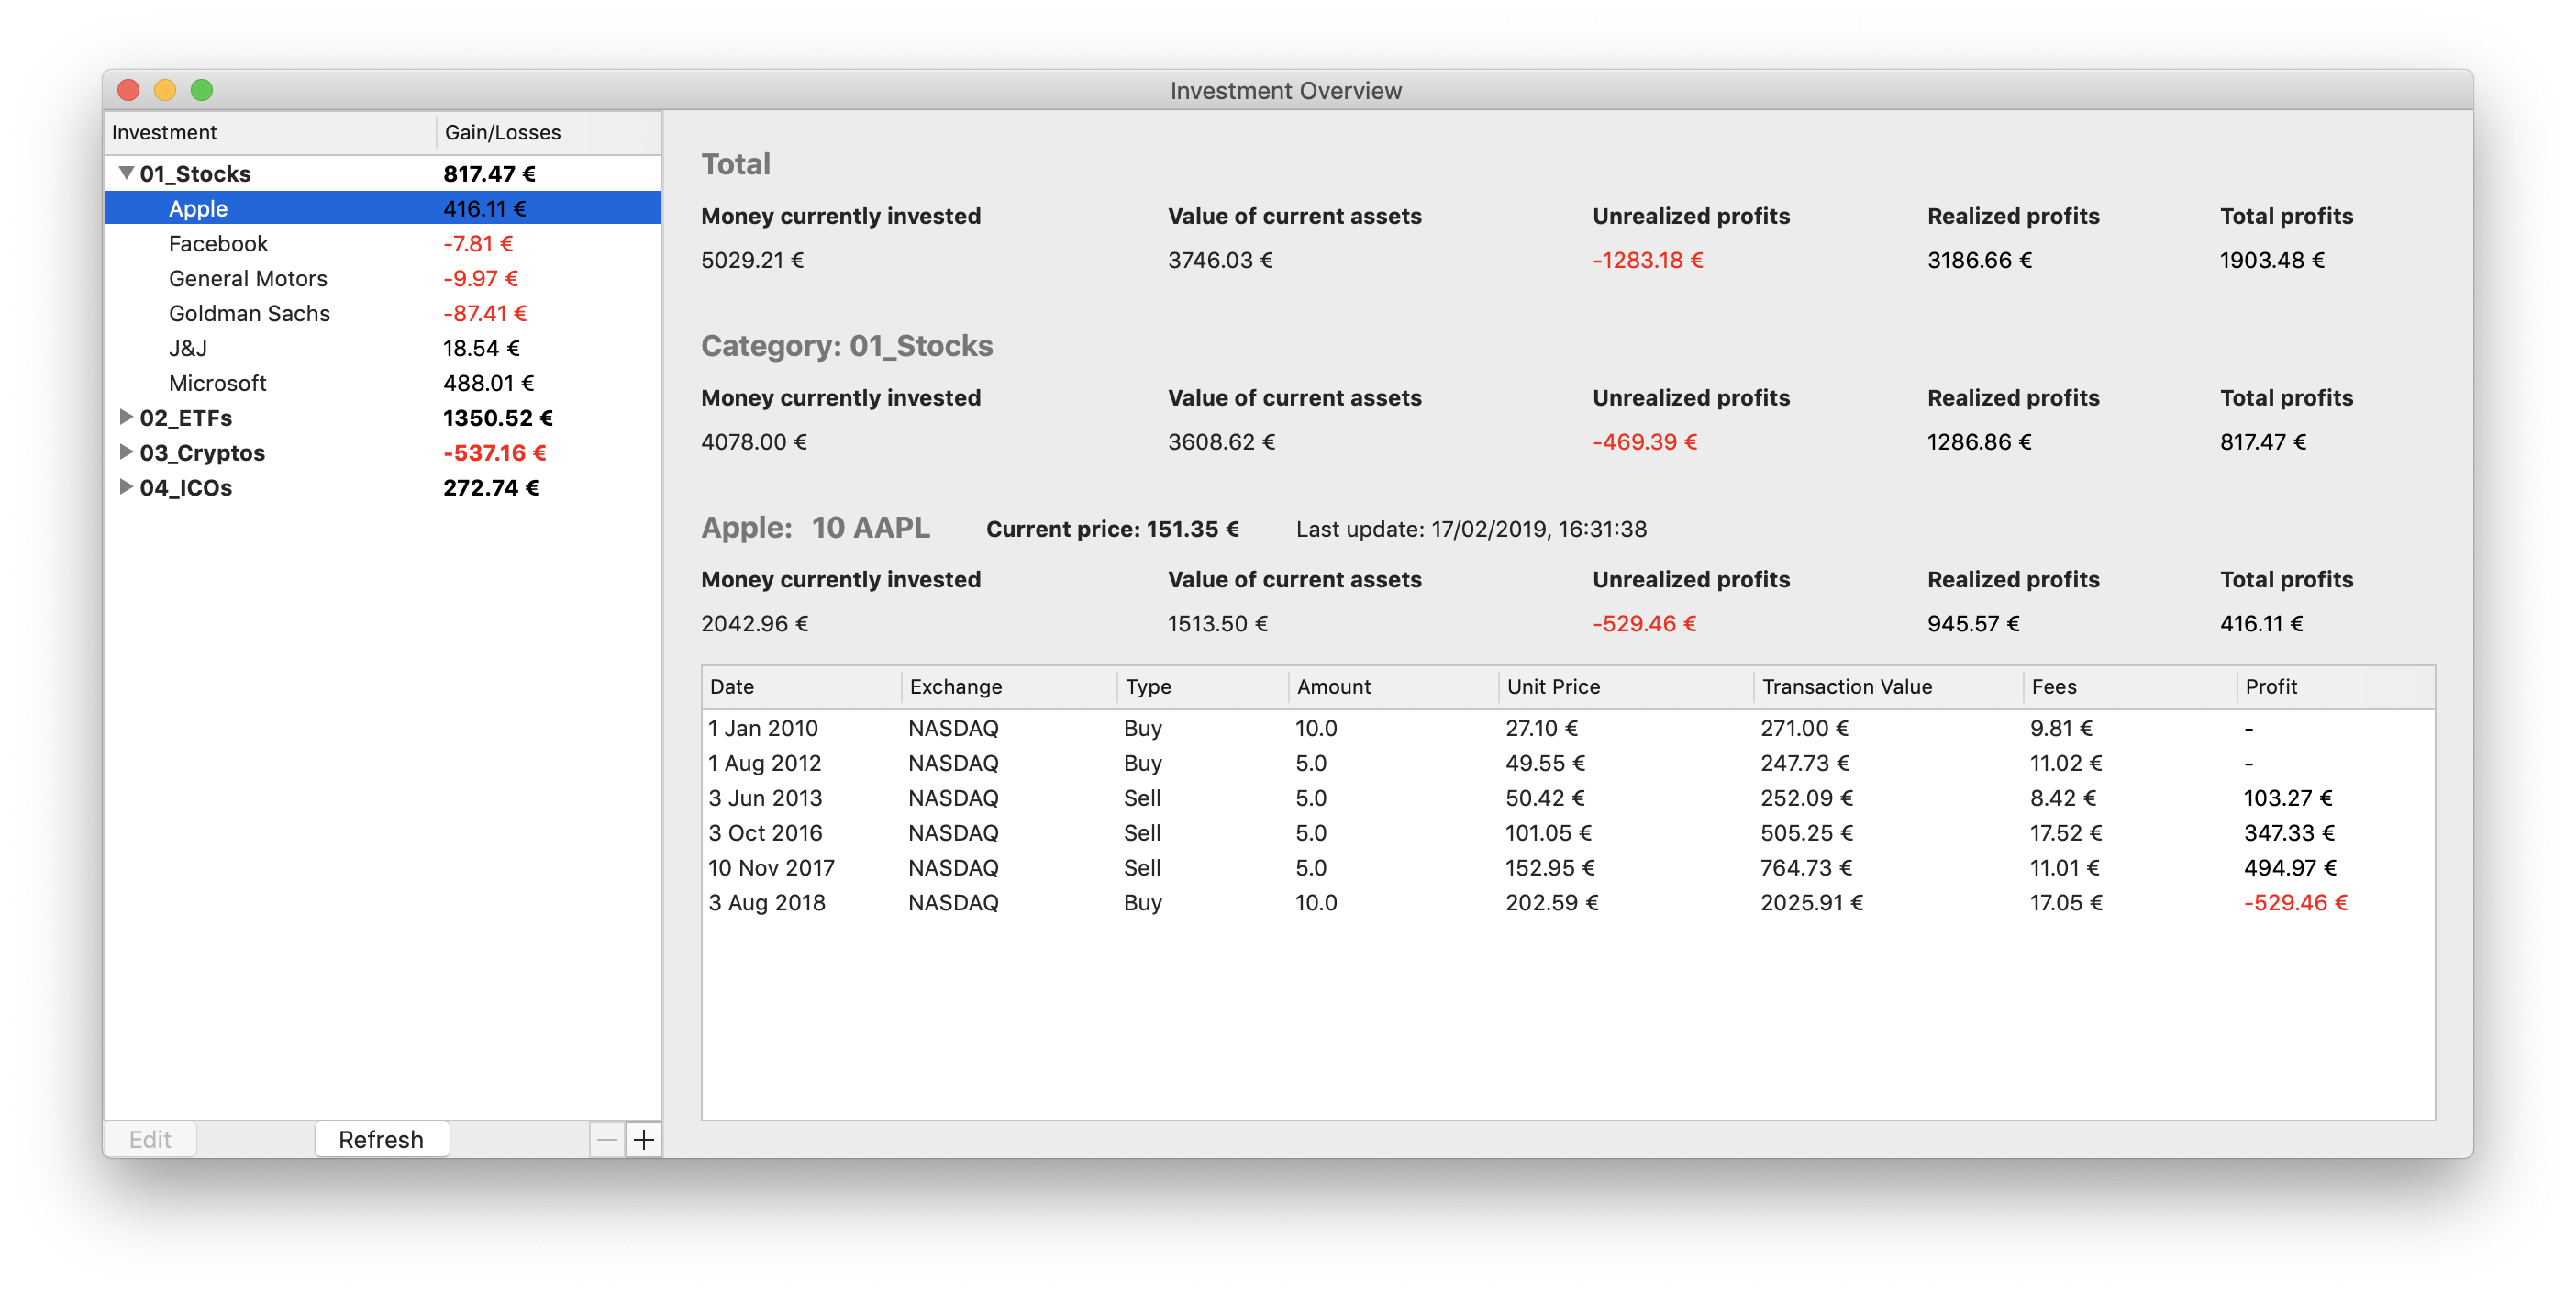 Investment Overview
Investment Gain/Losses
01_Stocks 817.47 €
Apple 416.11 €
Facebook -7.81 €
General Motors -9.97 €
Goldman Sachs -87.41 €
J&J 18.54 €
Microsoft 488.01 €
02_ETFs 1350.52 €
03_Cryptos -537.16 €
04_ICOs 272.74 €
Edit Refresh
Total
Money currently invested Value of current assets Unrealized profits Realized profits Total profits
5029.21 € 3746.03 € -1283.18 € 3186.66 € 1903.48 €
Category: 01_Stocks
Money currently invested Value of current assets Unrealized profits Realized profits Total profits
4078.00 € 3608.62 € -469.39 € 1286.86 € 817.47 €
Apple: 10 AAPL Current price: 151.35 € Last update: 17/02/2019, 16:31:38
Money currently invested Value of current assets Unrealized profits Realized profits Total profits
2042.96 € 1513.50 € -529.46 € 945.57 € 416.11 €
Date Exchange Type Amount Unit Price Transaction Value Fees Profit
1 Jan 2010 NASDAQ Buy 10.0 27.10 € 271.00 € 9.81 € -
1 Aug 2012 NASDAQ Buy 5.0 49.55 € 247.73 € 11.02 € -
3 Jun 2013 NASDAQ Sell 5.0 50.42 € 252.09 € 8.42 € 103.27 €
3 Oct 2016 NASDAQ Sell 5.0 101.05 € 505.25 € 17.52 € 347.33 €
10 Nov 2017 NASDAQ Sell 5.0 152.95 € 764.73 € 11.01 € 494.97 €
3 Aug 2018 NASDAQ Buy 10.0 202.59 € 2025.91 € 17.05 € -529.46 €